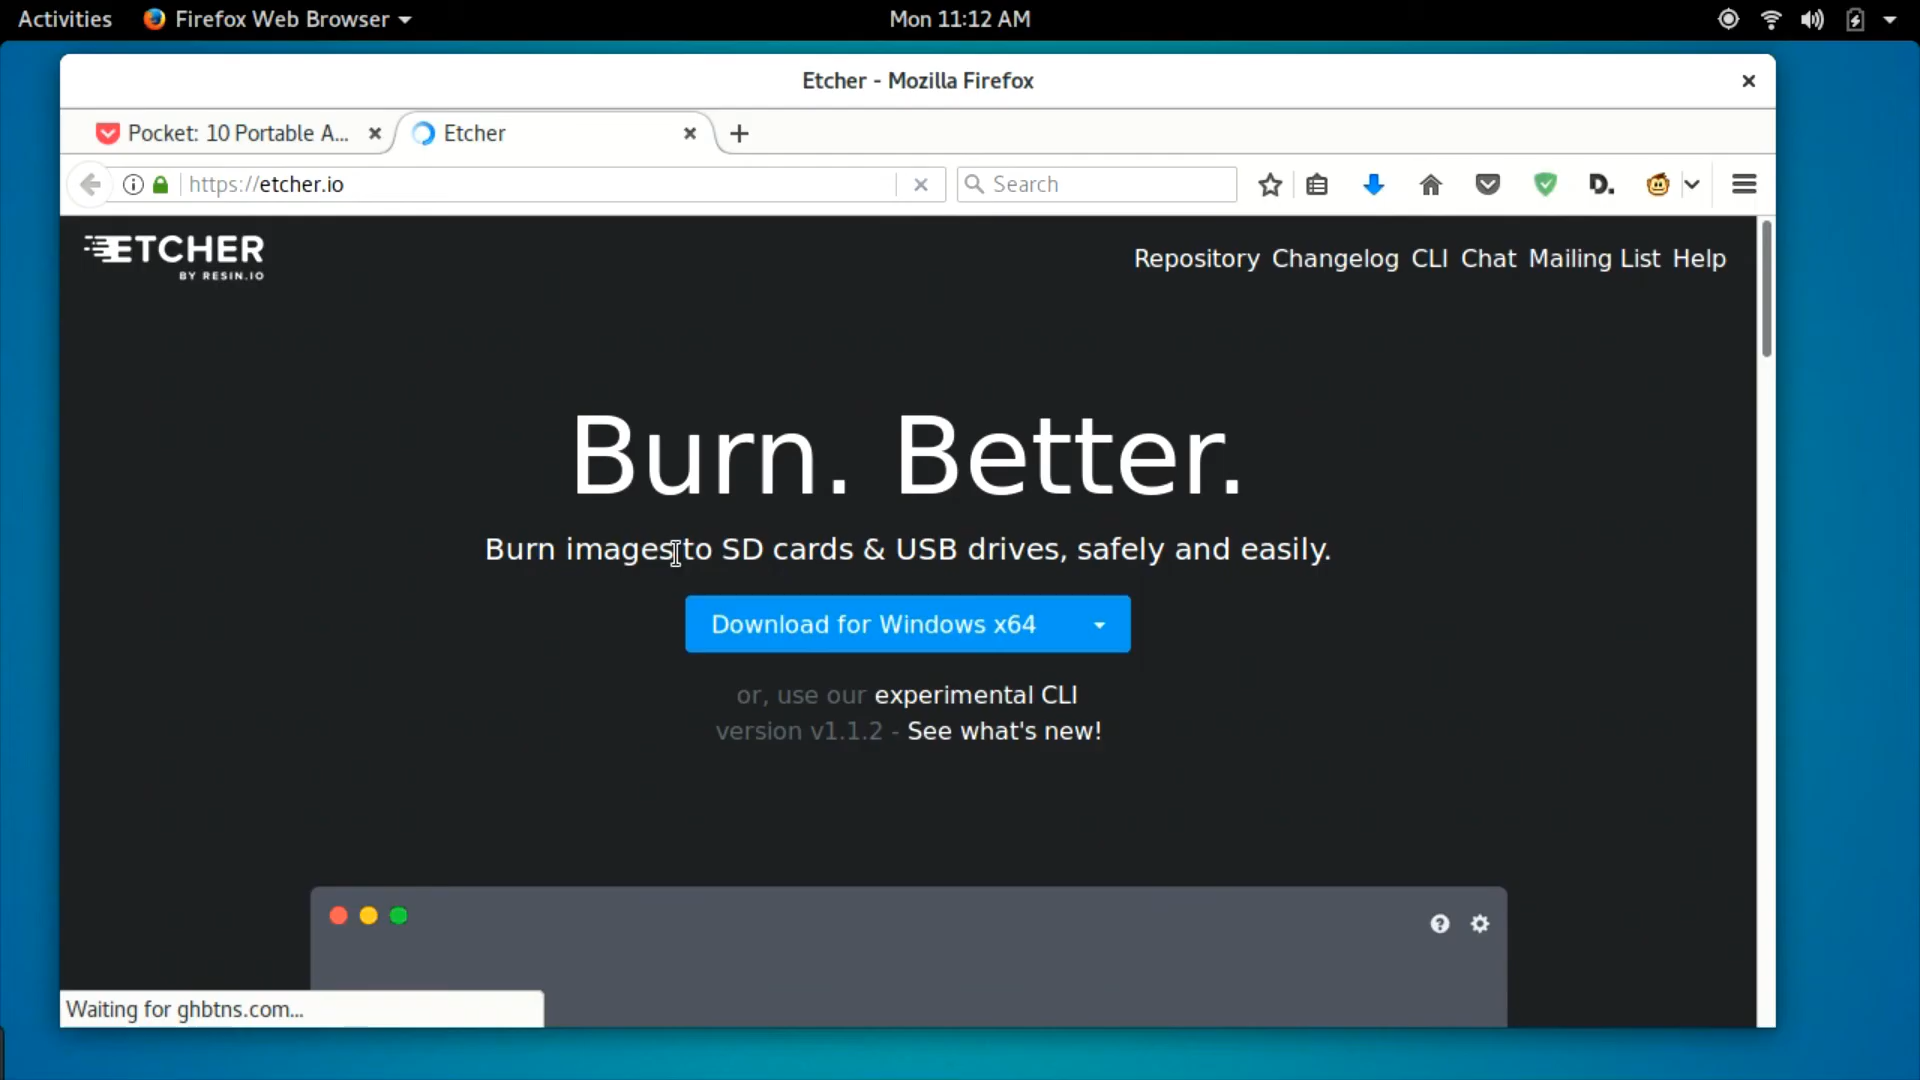 Activities Firefox Web Browser Mon 11:12 AM
Etcher - Mozilla Firefox
Pocket: 10 Portable A... Etcher
https://etcher.io Search D.
ETCHER
BY RESIN.IO
Repository Changelog CLI Chat Mailing List Help
Burn. Better.
Burn images to SD cards & USB drives, safely and easily.
Download for Windows x64
or, use our experimental CLI
version v1.1.2 - See what's new!
Waiting for ghbtns.com...